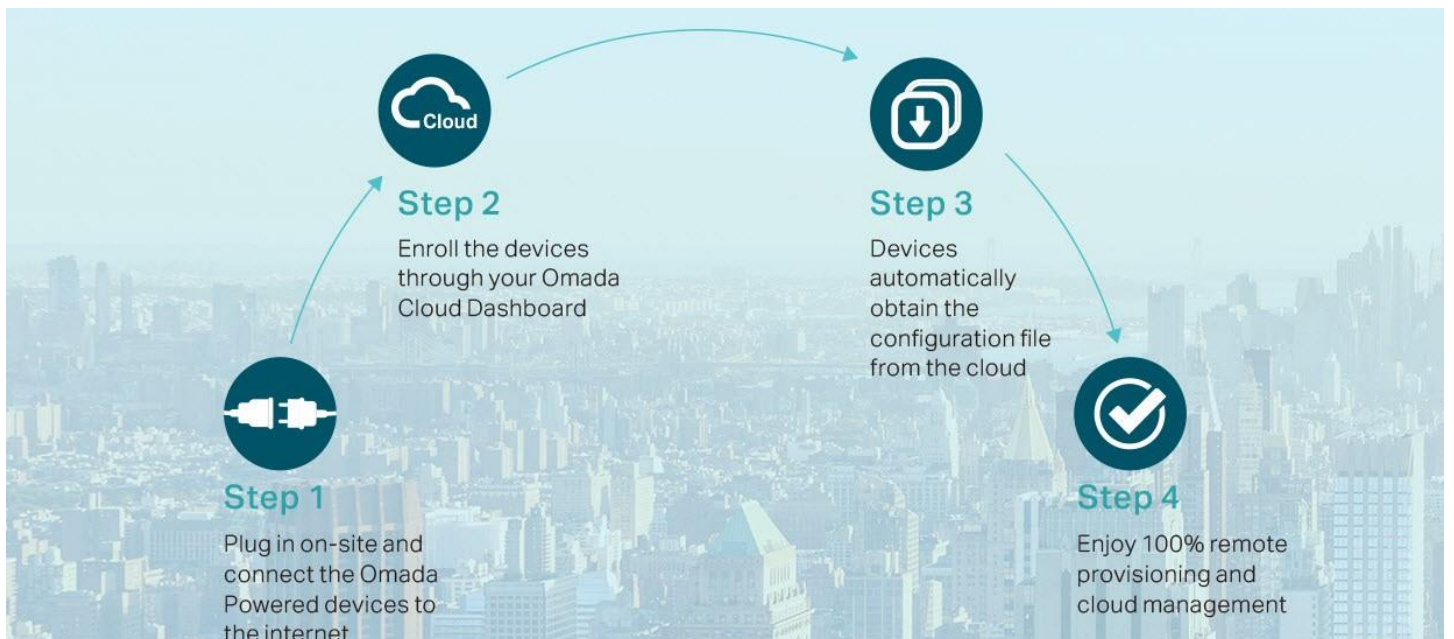 Cloud
Step 1
Plug in on-site and
connect the Omada
Powered devices to
the internet
Step 2
Enroll the devices
through your Omada
Cloud Dashboard
Step 3
Devices
automatically
obtain the
configuration file
from the cloud
Step 4
Enjoy 100% remote
provisioning and
cloud management